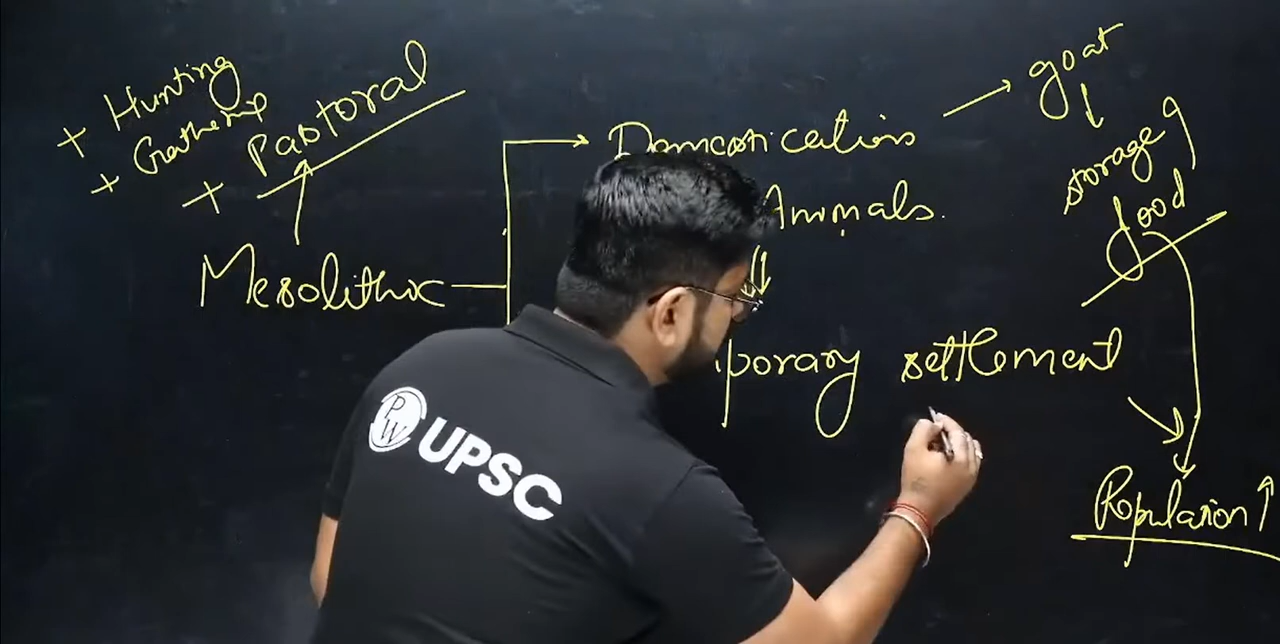 + Hunting
+ Gathering
+ Pastoral
Mesolithic
Domestication
Animals.
porary settlement
goat
storage
food
Population
PW UPSC